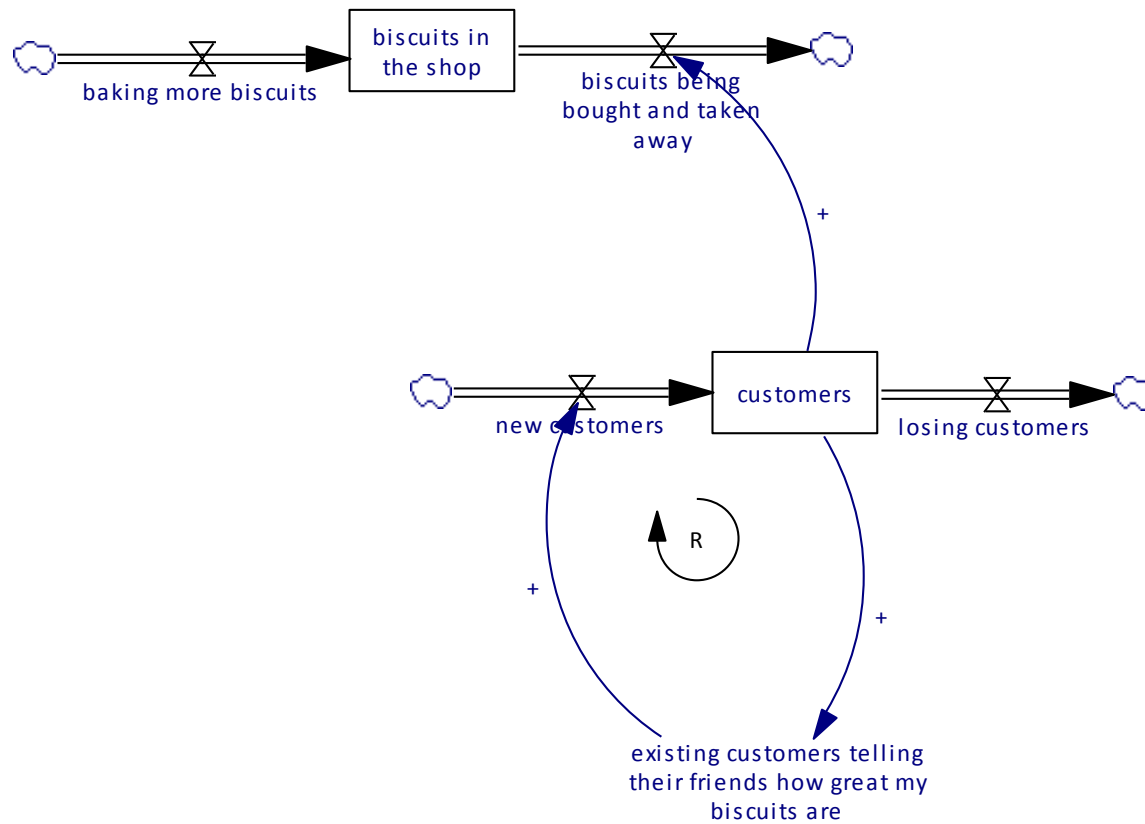 biscuits in
the shop
baking more biscuits
biscuits being
bought and taken
away
+
customers
new customers
losing customers
R
+
+
existing customers telling
their friends how great my
biscuits are